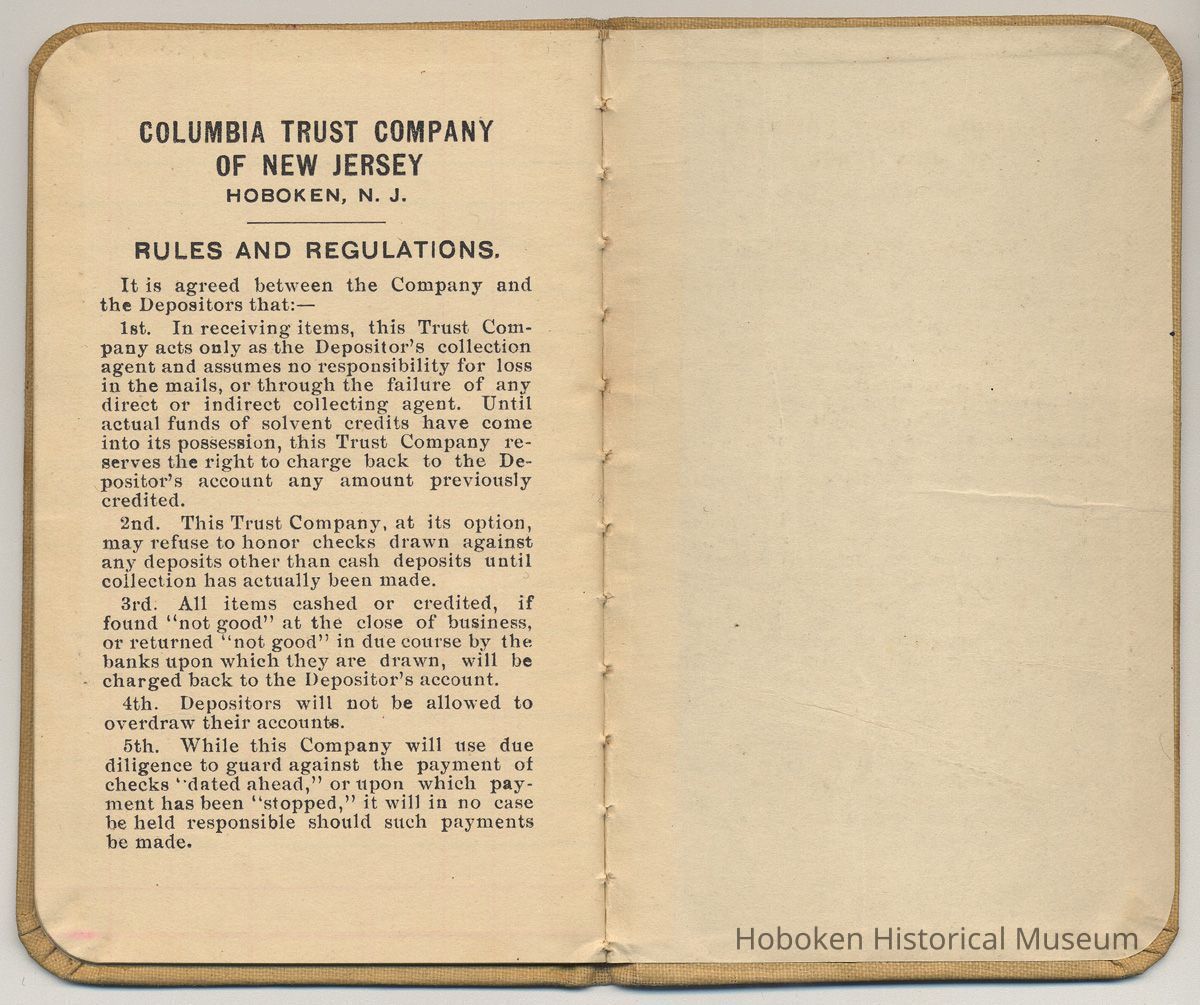 COLUMBIA TRUST COMPANY
OF NEW JERSEY
HOBOKEN, N. J.
RULES AND REGULATIONS.
It is agreed between the Company and
the Depositors that:—
1st. In receiving items, this Trust Com-
pany acts only as the Depositor's collection
agent and assumes no responsibility for loss
in the mails, or through the failure of any
direct or indirect collecting agent. Until
actual funds of solvent credits have come
into its possession, this Trust Company re-
serves the right to charge back to the De-
positor's account any amount previously
credited.
2nd. This Trust Company, at its option,
may refuse to honor checks drawn against
any deposits other than cash deposits until
collection has actually been made.
3rd. All items cashed or credited, if
found "not good" at the close of business,
or returned "not good" in due course by the
banks upon which they are drawn, will be
charged back to the Depositor's account.
4th. Depositors will not be allowed to
overdraw their accounts.
5th. While this Company will use due
diligence to guard against the payment of
checks "dated ahead," or upon which pay-
ment has been "stopped," it will in no case
be held responsible should such payments
be made.
Hoboken Historical Museum